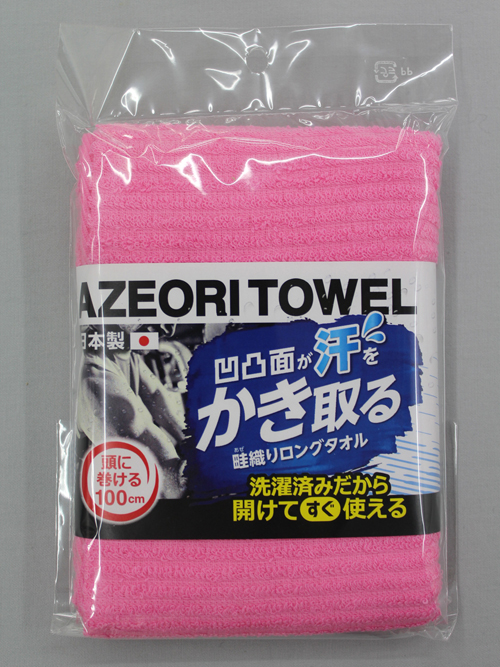 AZEORI TOWEL
日本製
凹凸面が汗を
かき取る
あぜ
畦織りロングタオル
頭に
巻ける
100cm
洗濯済みだから
開けてすぐ使える